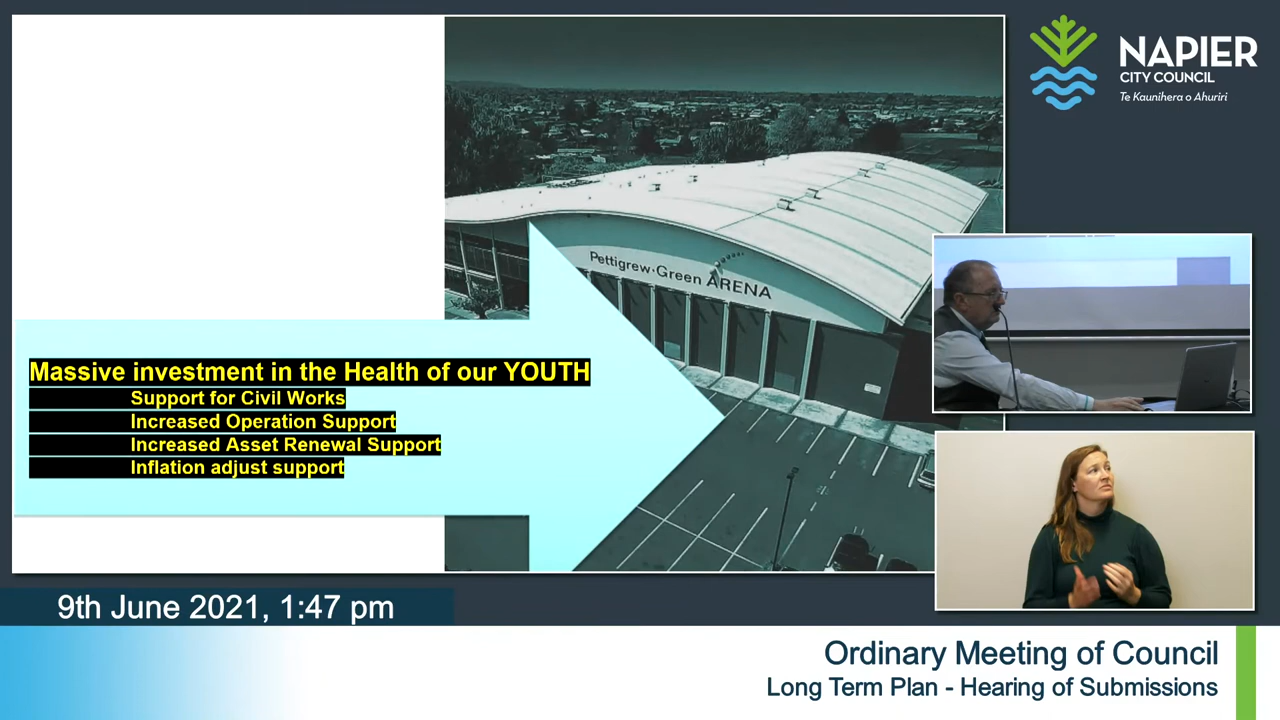 NAPIER
CITY COUNCIL
Te Kaunihera o Ahuriri
Pettigrew·Green ARENA
Massive investment in the Health of our YOUTH
Support for Civil Works
Increased Operation Support
Increased Asset Renewal Support
Inflation adjust support
9th June 2021, 1:47 pm
Ordinary Meeting of Council
Long Term Plan - Hearing of Submissions